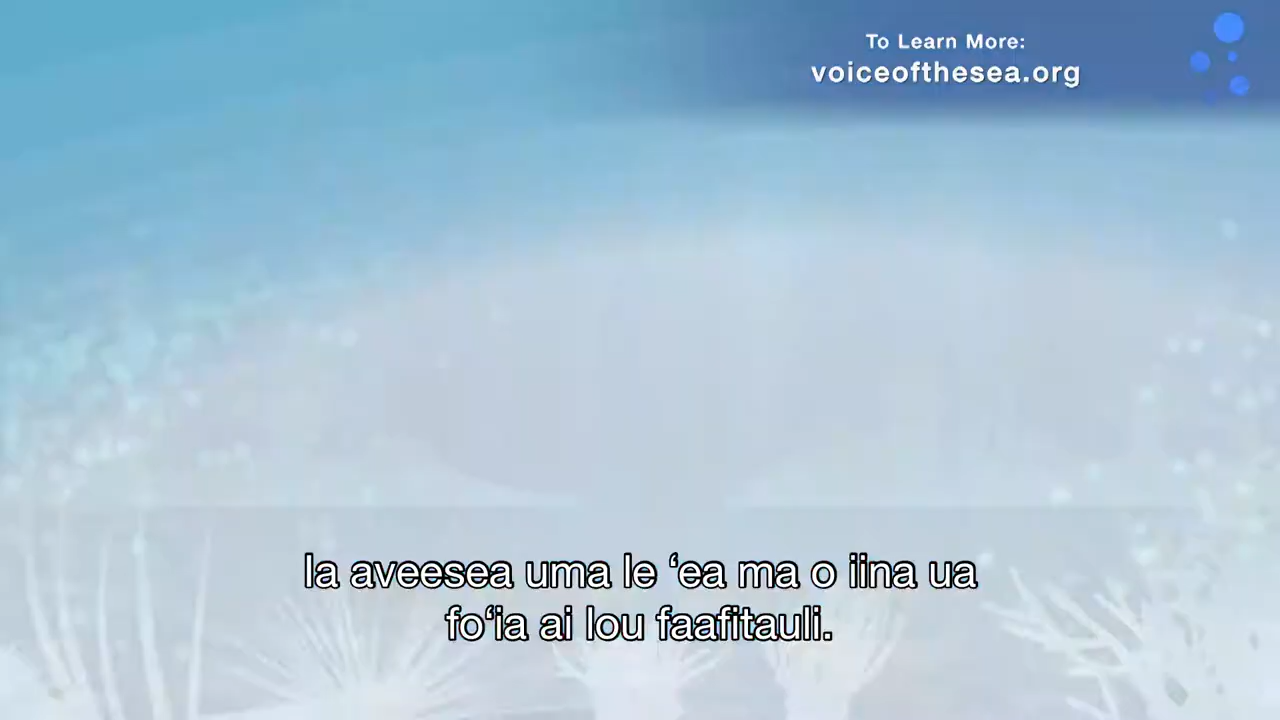 To Learn More:
voiceofthesea.org
Ia aveesea uma le ‘ea ma o iina ua
fo‘ia ai lou faafitauli.